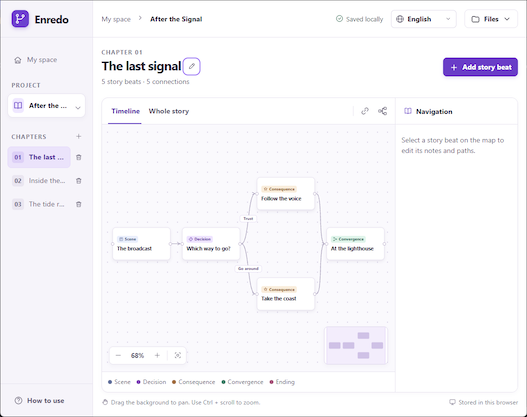 Enredo
My space
After the Signal
Saved locally
English
Files
My space
PROJECT
After the ...
CHAPTERS
01 The last ...
02 Inside the...
03 The tide r...
How to use
CHAPTER 01
The last signal
5 story beats · 5 connections
Add story beat
Timeline
Whole story
Navigation
Select a story beat on the map to
edit its notes and paths.
Scene
The broadcast
Decision
Which way to go?
Trust
Go around
Consequence
Follow the voice
Consequence
Take the coast
Convergence
At the lighthouse
68%
Scene
Decision
Consequence
Convergence
Ending
Drag the background to pan. Use Ctrl + scroll to zoom.
Stored in this browser